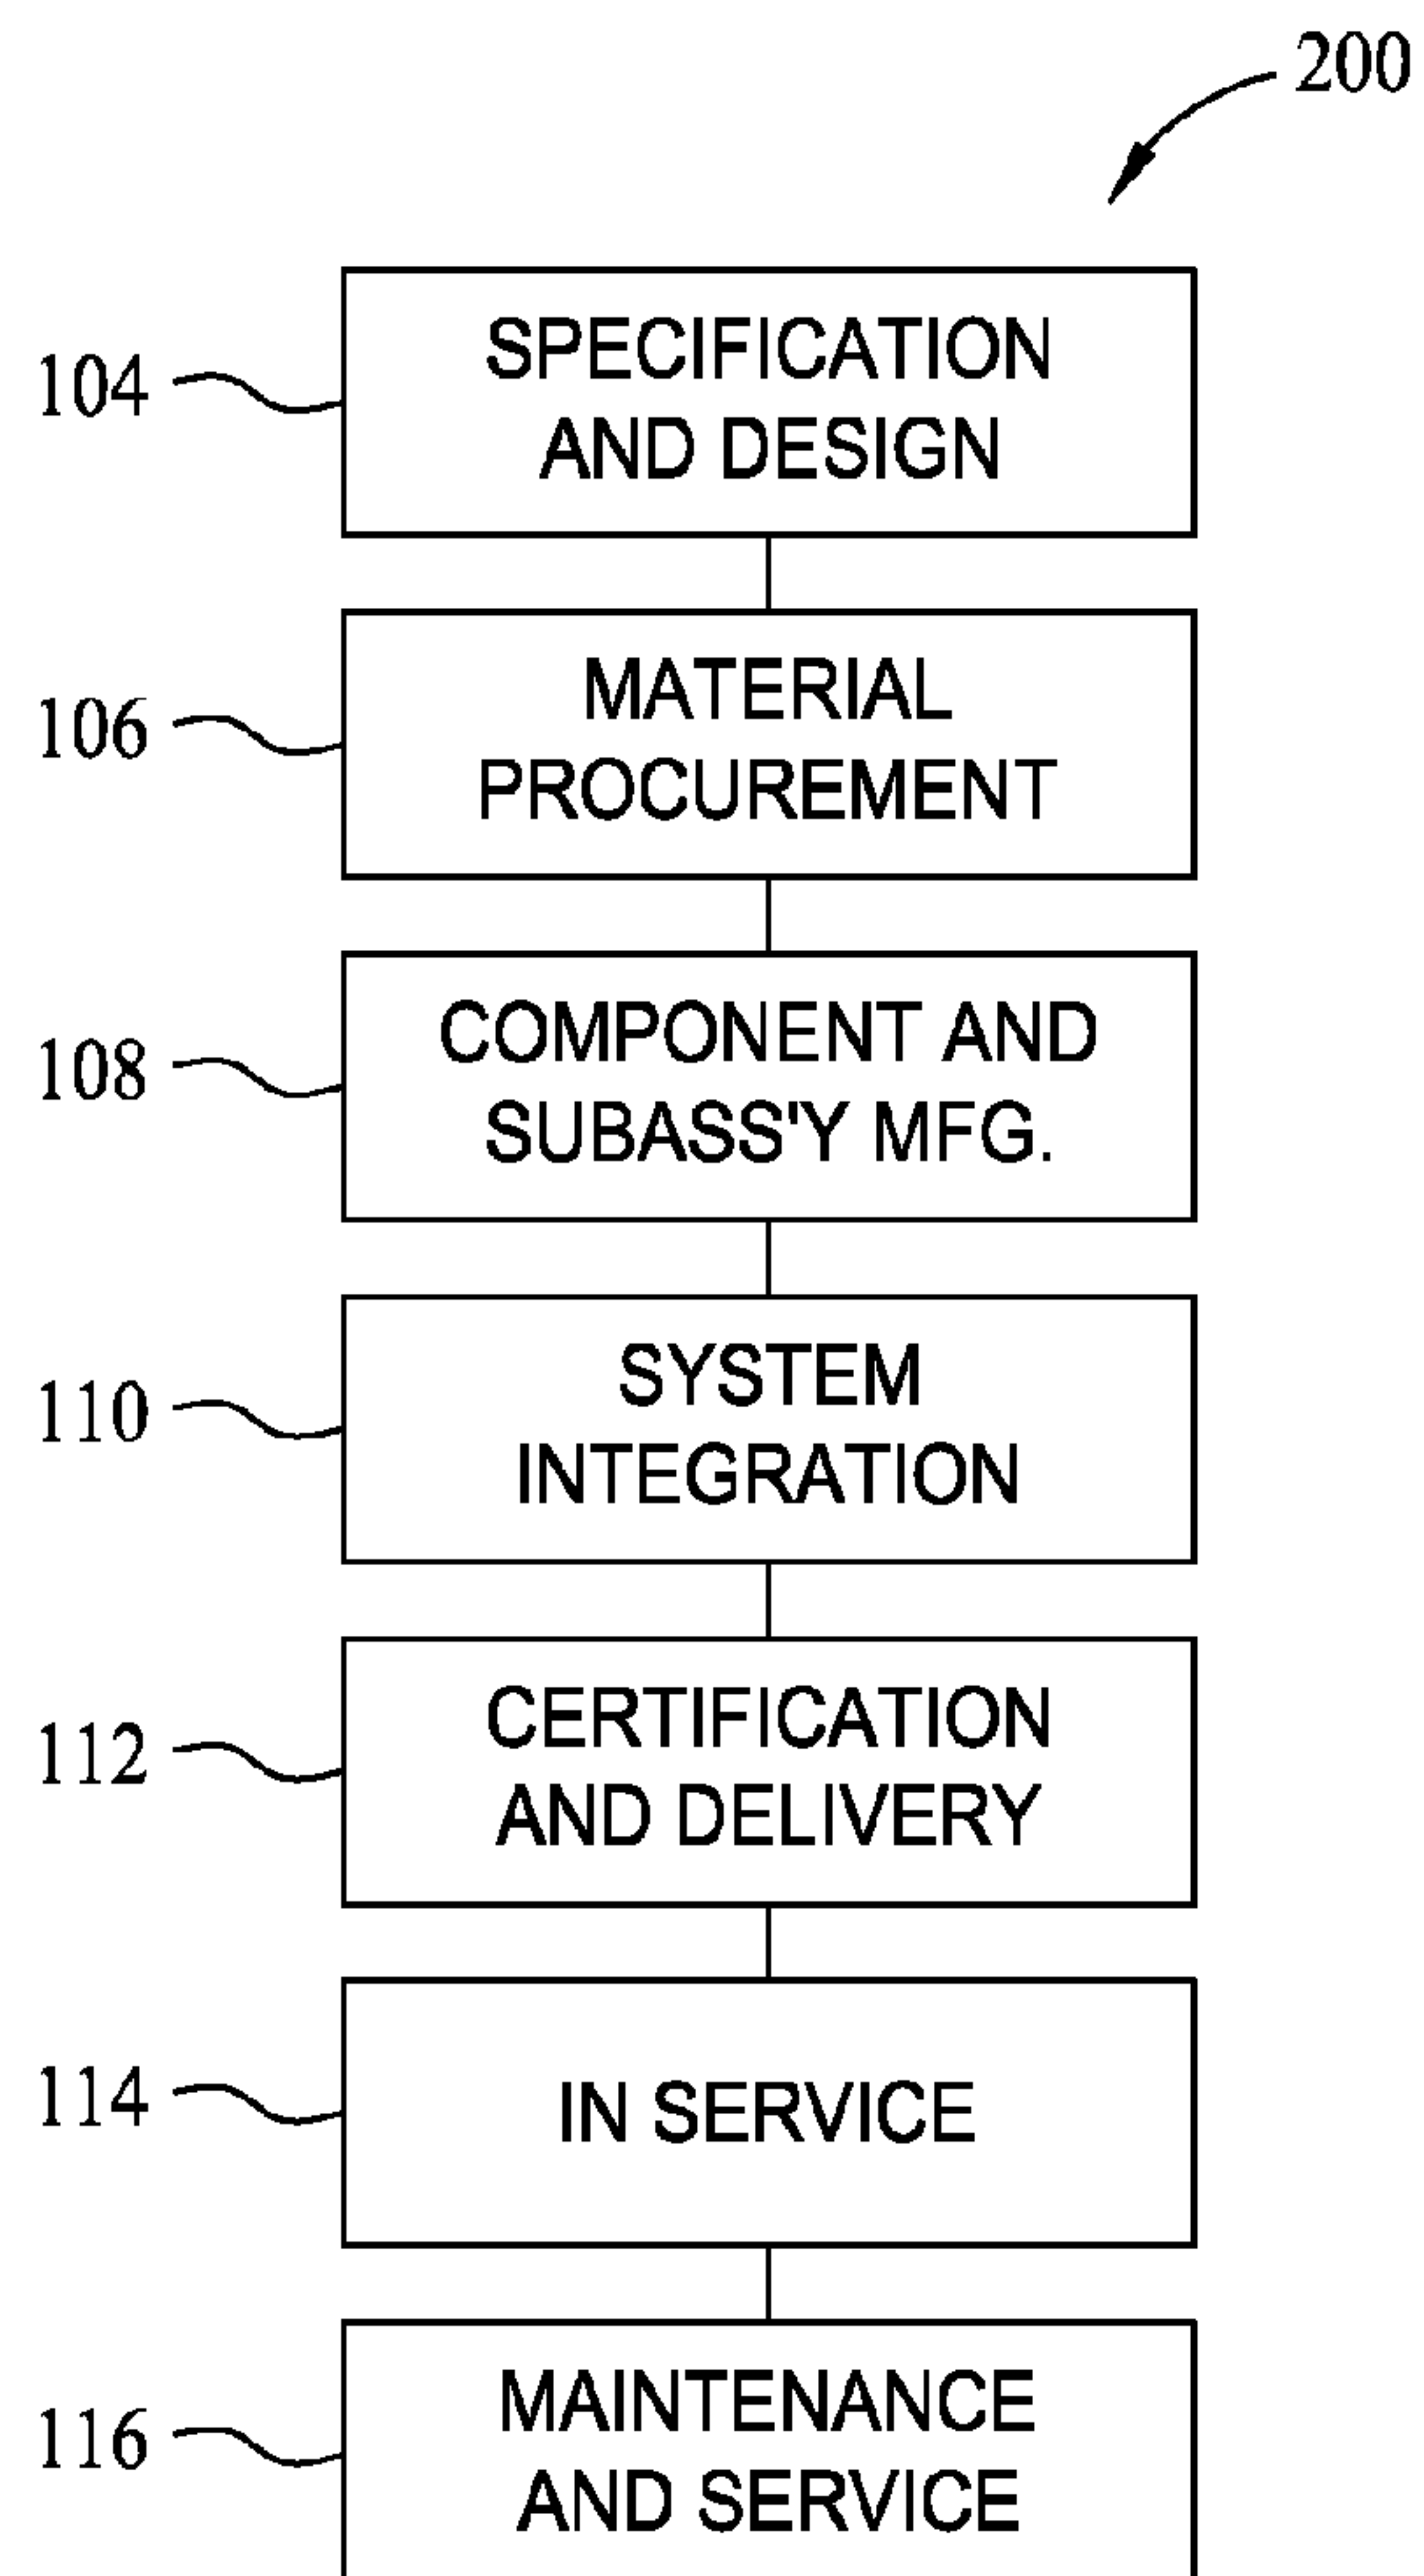 200
104
SPECIFICATION
AND DESIGN
106
MATERIAL
PROCUREMENT
108
COMPONENT AND
SUBASS'Y MFG.
110
SYSTEM
INTEGRATION
112
CERTIFICATION
AND DELIVERY
114
IN SERVICE
116
MAINTENANCE
AND SERVICE